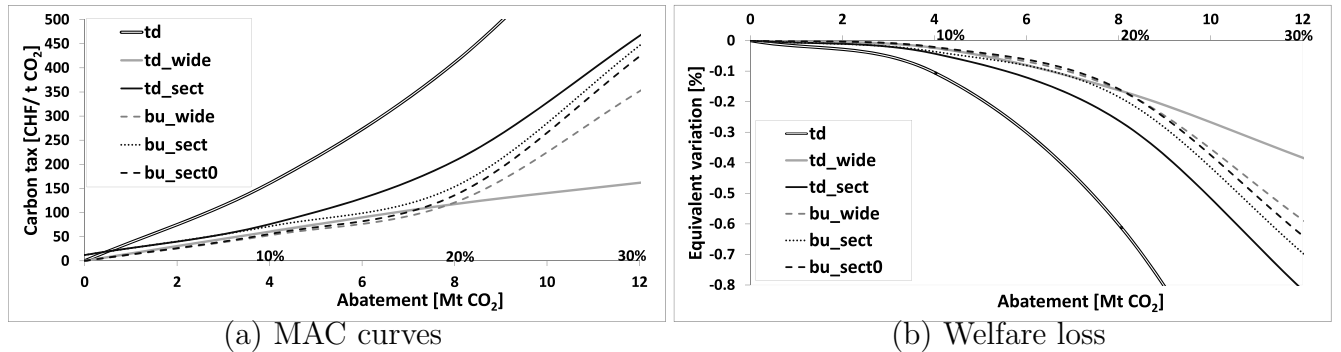 500
450
400
350
300
250
200
150
100
50
0
Carbon tax [CHF/ t CO2]
td
td_wide
td_sect
bu_wide
bu_sect
bu_sect0
10% 20% 30%
0 2 4 6 8 10 12
Abatement [Mt CO2]
(a) MAC curves
0 2 4 6 8 10 12
10% 20% 30%
0
-0.1
-0.2
-0.3
-0.4
-0.5
-0.6
-0.7
-0.8
Equivalent variation [%]
td
td_wide
td_sect
bu_wide
bu_sect
bu_sect0
Abatement [Mt CO2]
(b) Welfare loss